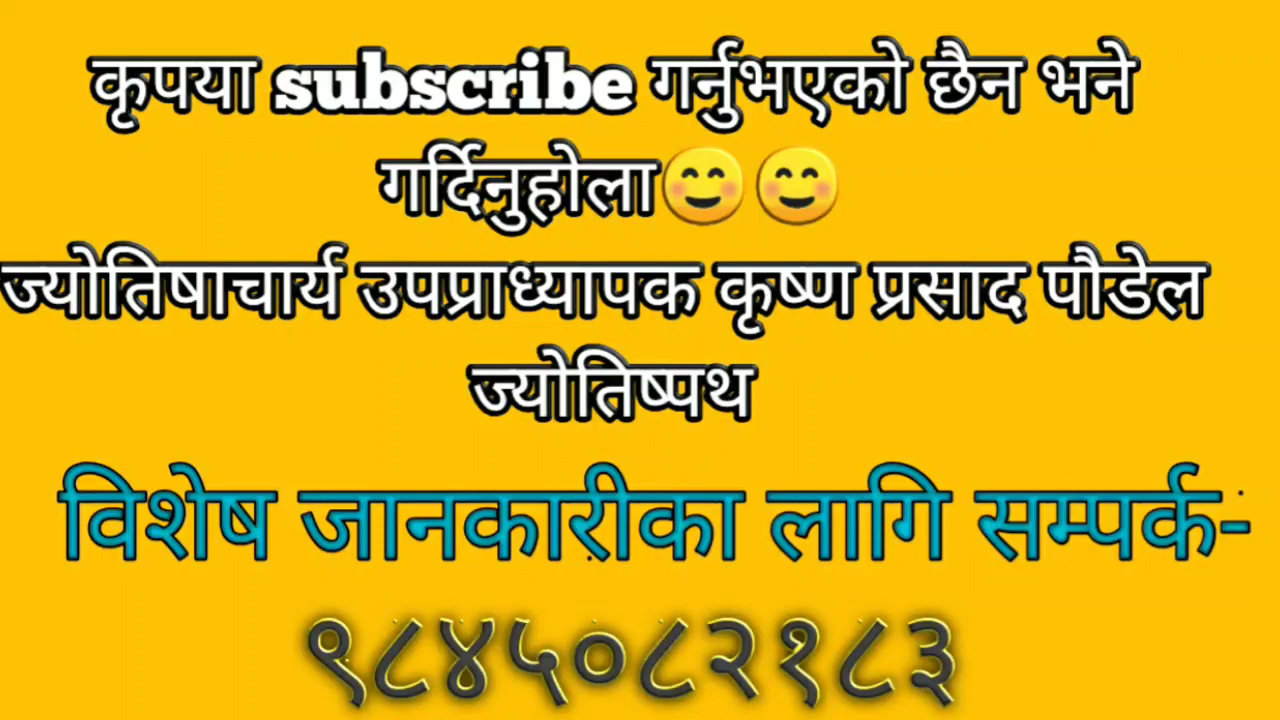 कृपया subscribe गर्नुभएको छैन भने
गर्दिनुहोला😊😊
ज्योतिषाचार्य उपप्राध्यापक कृष्ण प्रसाद पौडेल
ज्योतिष्पथ
विशेष जानकारीका लागि सम्पर्क-
९८४५०८२१८३